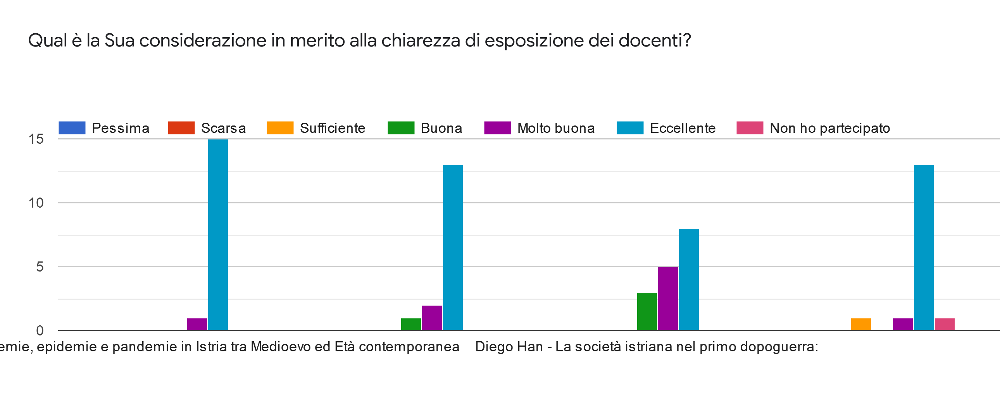 Qual è la Sua considerazione in merito alla chiarezza di esposizione dei docenti?
Pessima Scarsa Sufficiente Buona Molto buona Eccellente Non ho partecipato
15
10
5
0
epidemie e pandemie in Istria tra Medioevo ed Età contemporanea Diego Han - La società istriana nel primo dopoguerra: